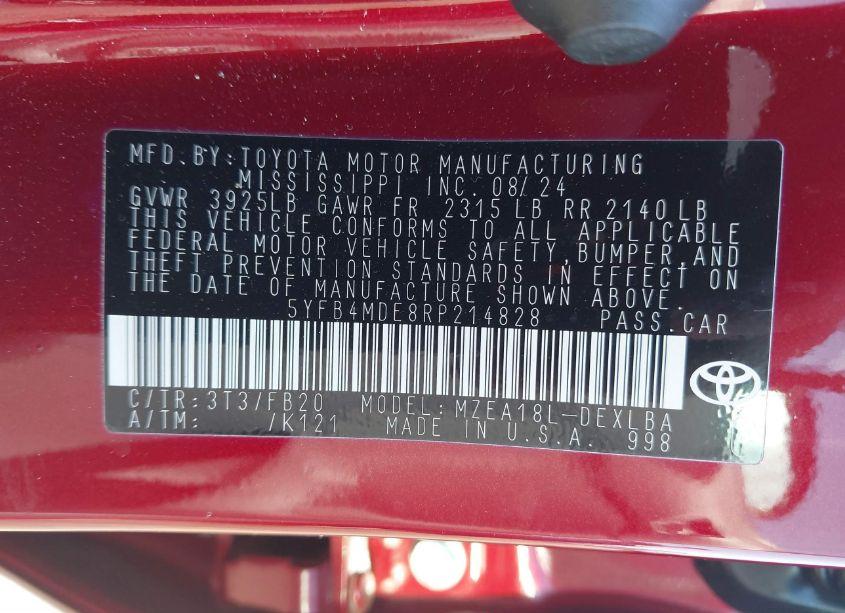 MFD.BY:TOYOTA MOTOR MANUFACTURING
MISSISSIPPI INC. 08/24
GVWR 3925LB GAWR FR 2315 LB RR 2140 LB
THIS VEHICLE CONFORMS TO ALL APPLICABLE
FEDERAL MOTOR VEHICLE SAFETY,BUMPER,AND
THEFT PREVENTION STANDARDS IN EFFECT ON
THE DATE OF MANUFACTURE SHOWN ABOVE.
5YFB4MDE8RP214828 PASS.CAR
C/TR:3T3/FB20 MODEL:MZEA18L-DEXLBA
A/TM: /K121 MADE IN U.S.A. 998